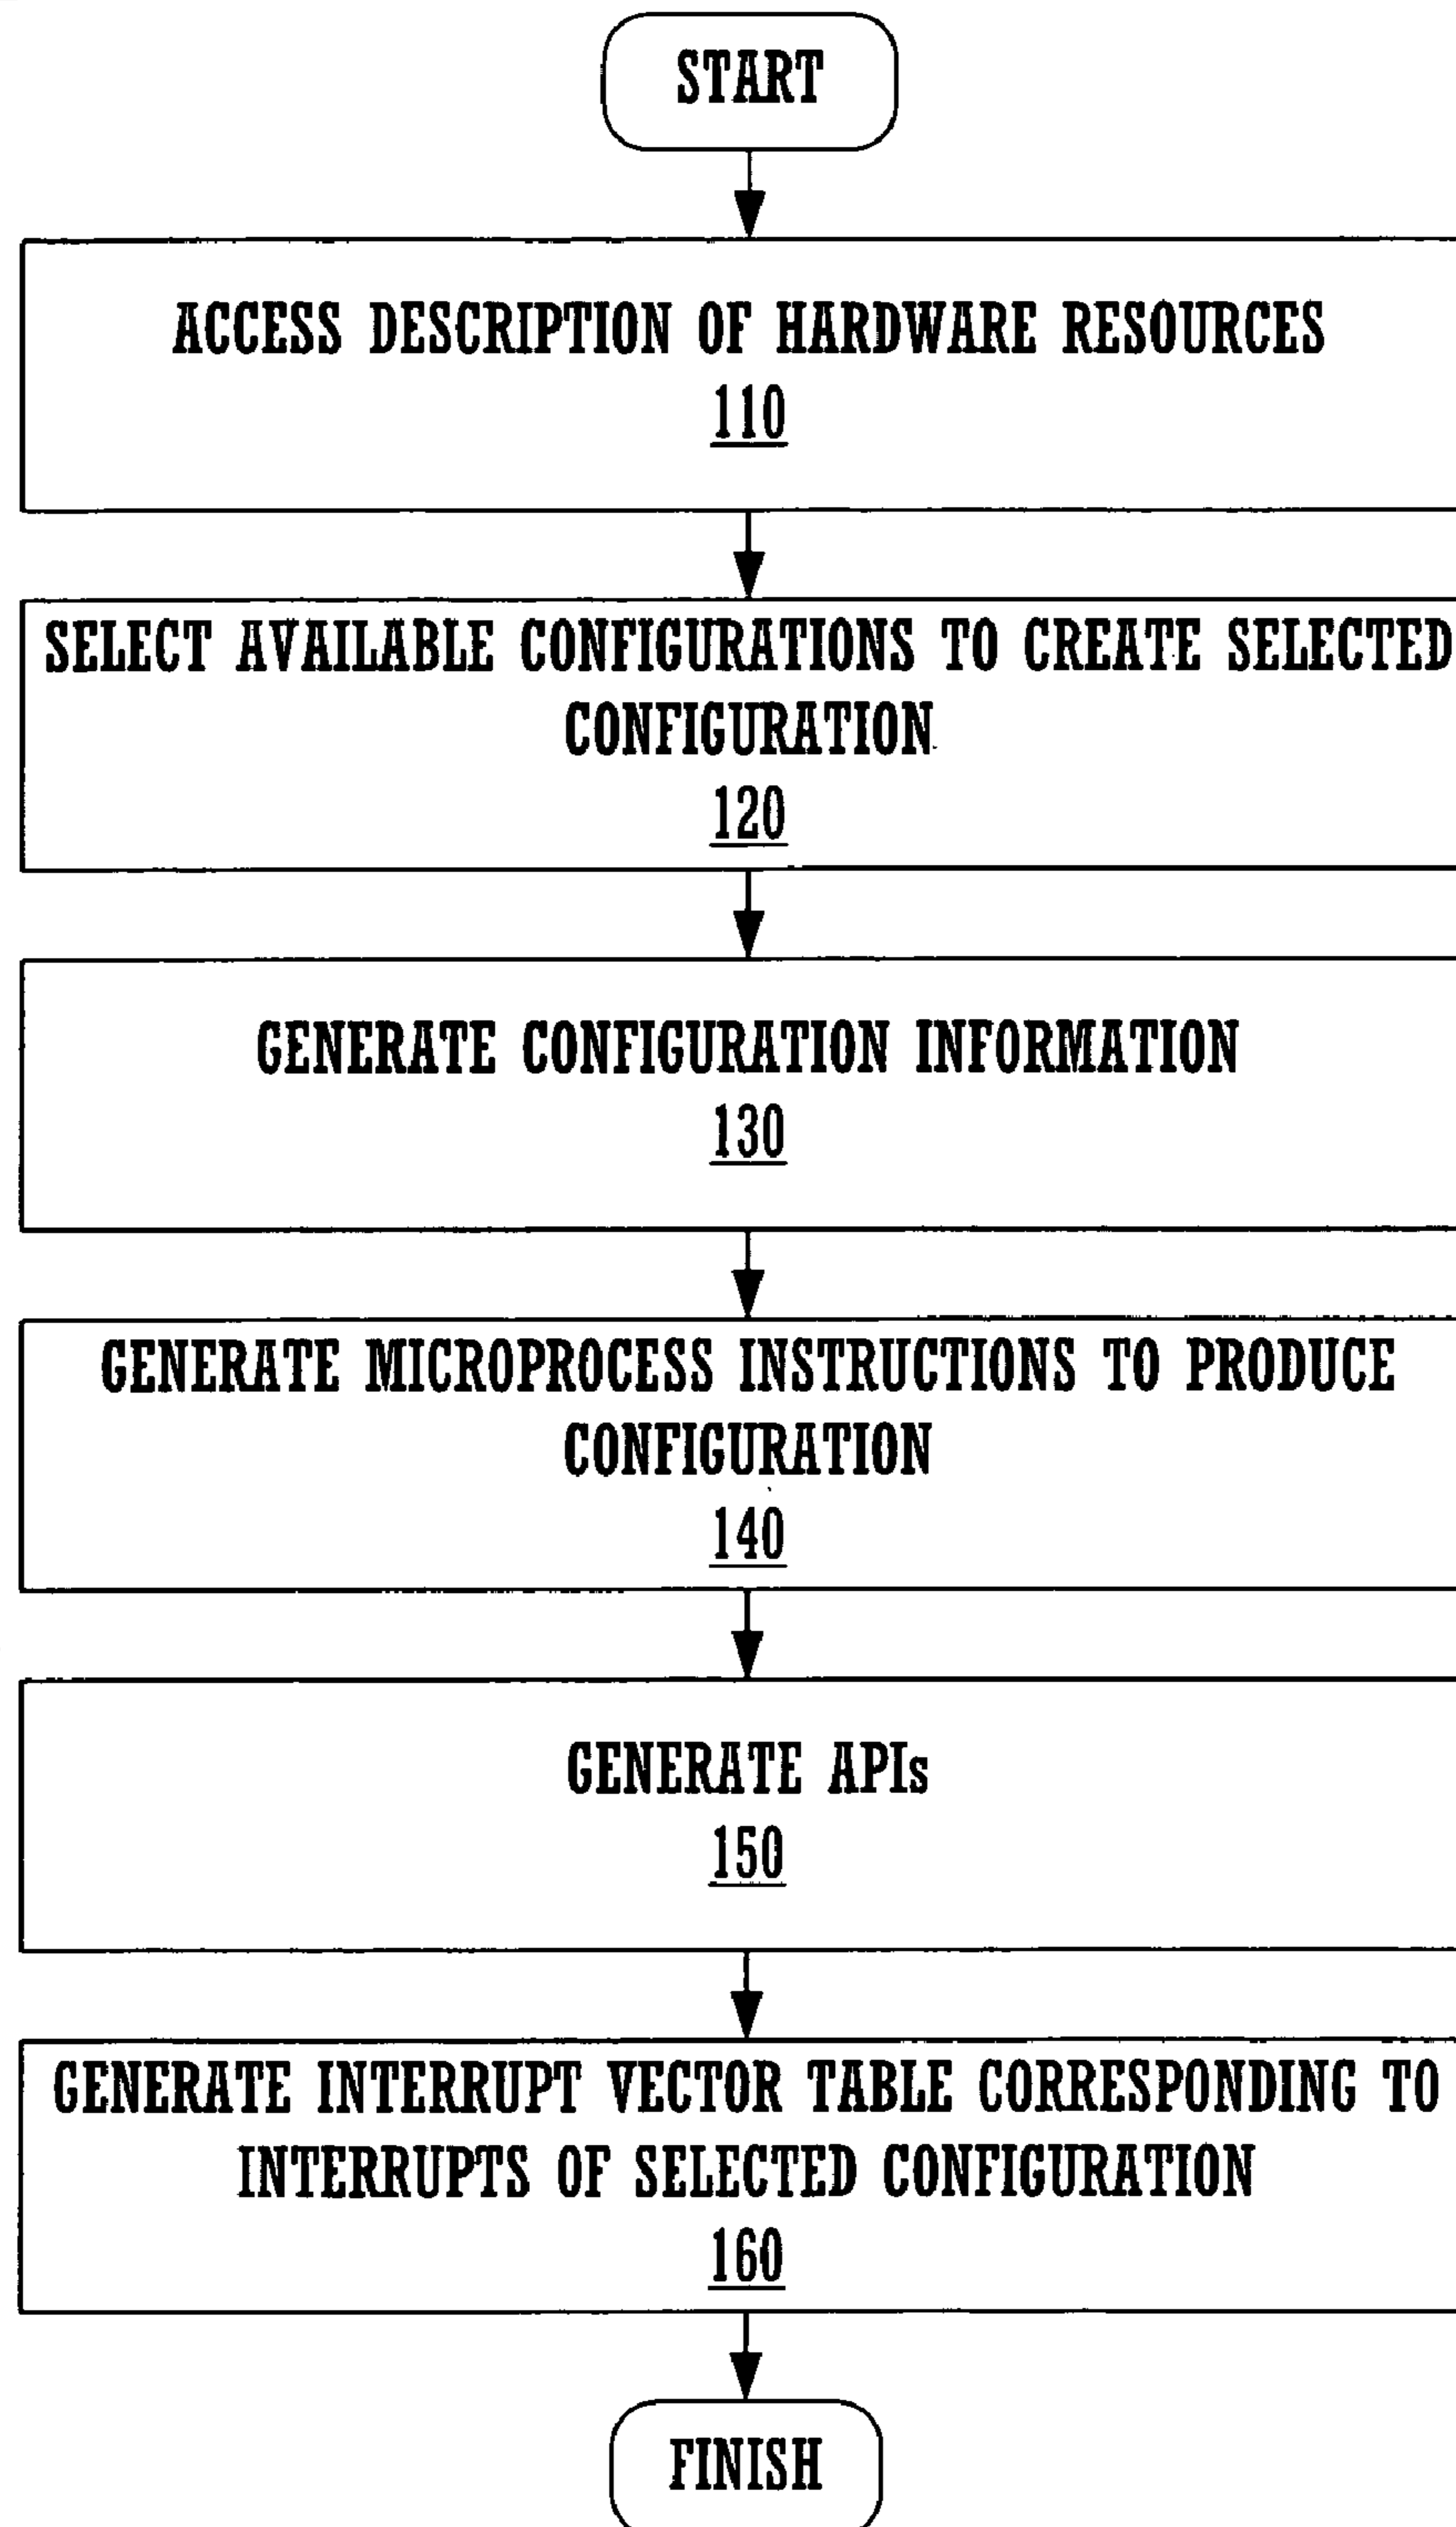 START
ACCESS DESCRIPTION OF HARDWARE RESOURCES
110
SELECT AVAILABLE CONFIGURATIONS TO CREATE SELECTED
CONFIGURATION
120
GENERATE CONFIGURATION INFORMATION
130
GENERATE MICROPROCESS INSTRUCTIONS TO PRODUCE
CONFIGURATION
140
GENERATE APIs
150
GENERATE INTERRUPT VECTOR TABLE CORRESPONDING TO
INTERRUPTS OF SELECTED CONFIGURATION
160
FINISH